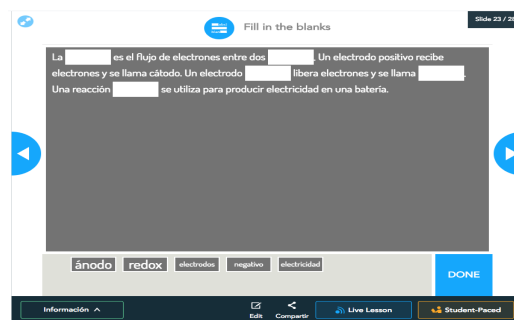 Fill in the blanks
Slide 23 / 28
La es el flujo de electrones entre dos . Un electrodo positivo recibe
electrones y se llama cátodo. Un electrodo libera electrones y se llama .
Una reacción se utiliza para producir electricidad en una batería.
ánodo redox electrodos negativo electricidad
DONE
Información
Edit Compartir
Live Lesson
Student-Paced